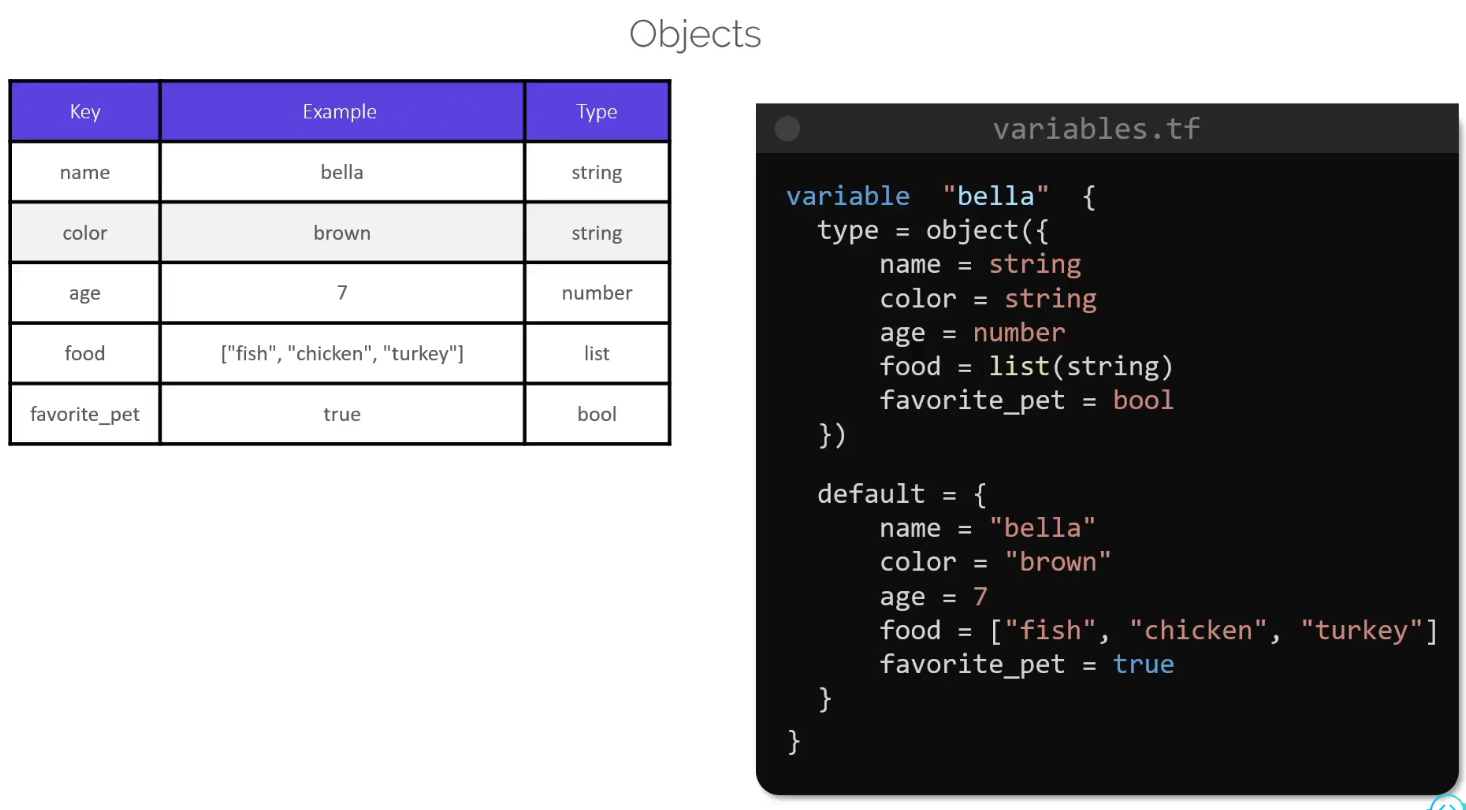 Objects
Key Example Type
name bella string
color brown string
age 7 number
food ["fish", "chicken", "turkey"] list
favorite_pet true bool
variables.tf
variable "bella" {
type = object({
name = string
color = string
age = number
food = list(string)
favorite_pet = bool
})
default = {
name = "bella"
color = "brown"
age = 7
food = ["fish", "chicken", "turkey"]
favorite_pet = true
}
}